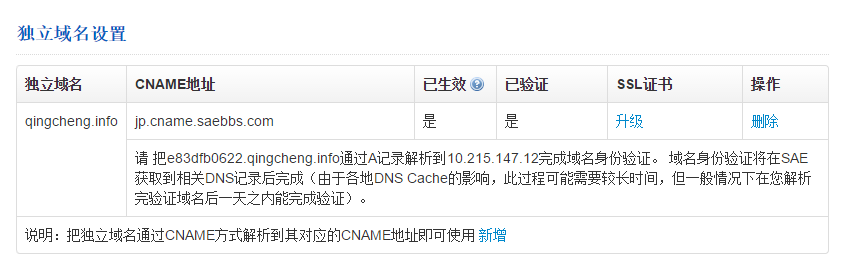 独立域名设置
独立域名 CNAME地址 已生效 ? 已验证 SSL证书 操作
qingcheng.info jp.cname.saebbs.com 是 是 升级 删除
请 把e83dfb0622.qingcheng.info通过A记录解析到10.215.147.12完成域名身份验证。 域名身份验证将在SAE
获取到相关DNS记录后完成（由于各地DNS Cache的影响，此过程可能需要较长时间，但一般情况下在您解析
完验证域名后一天之内能完成验证）。
说明：把独立域名通过CNAME方式解析到其对应的CNAME地址即可使用 新增